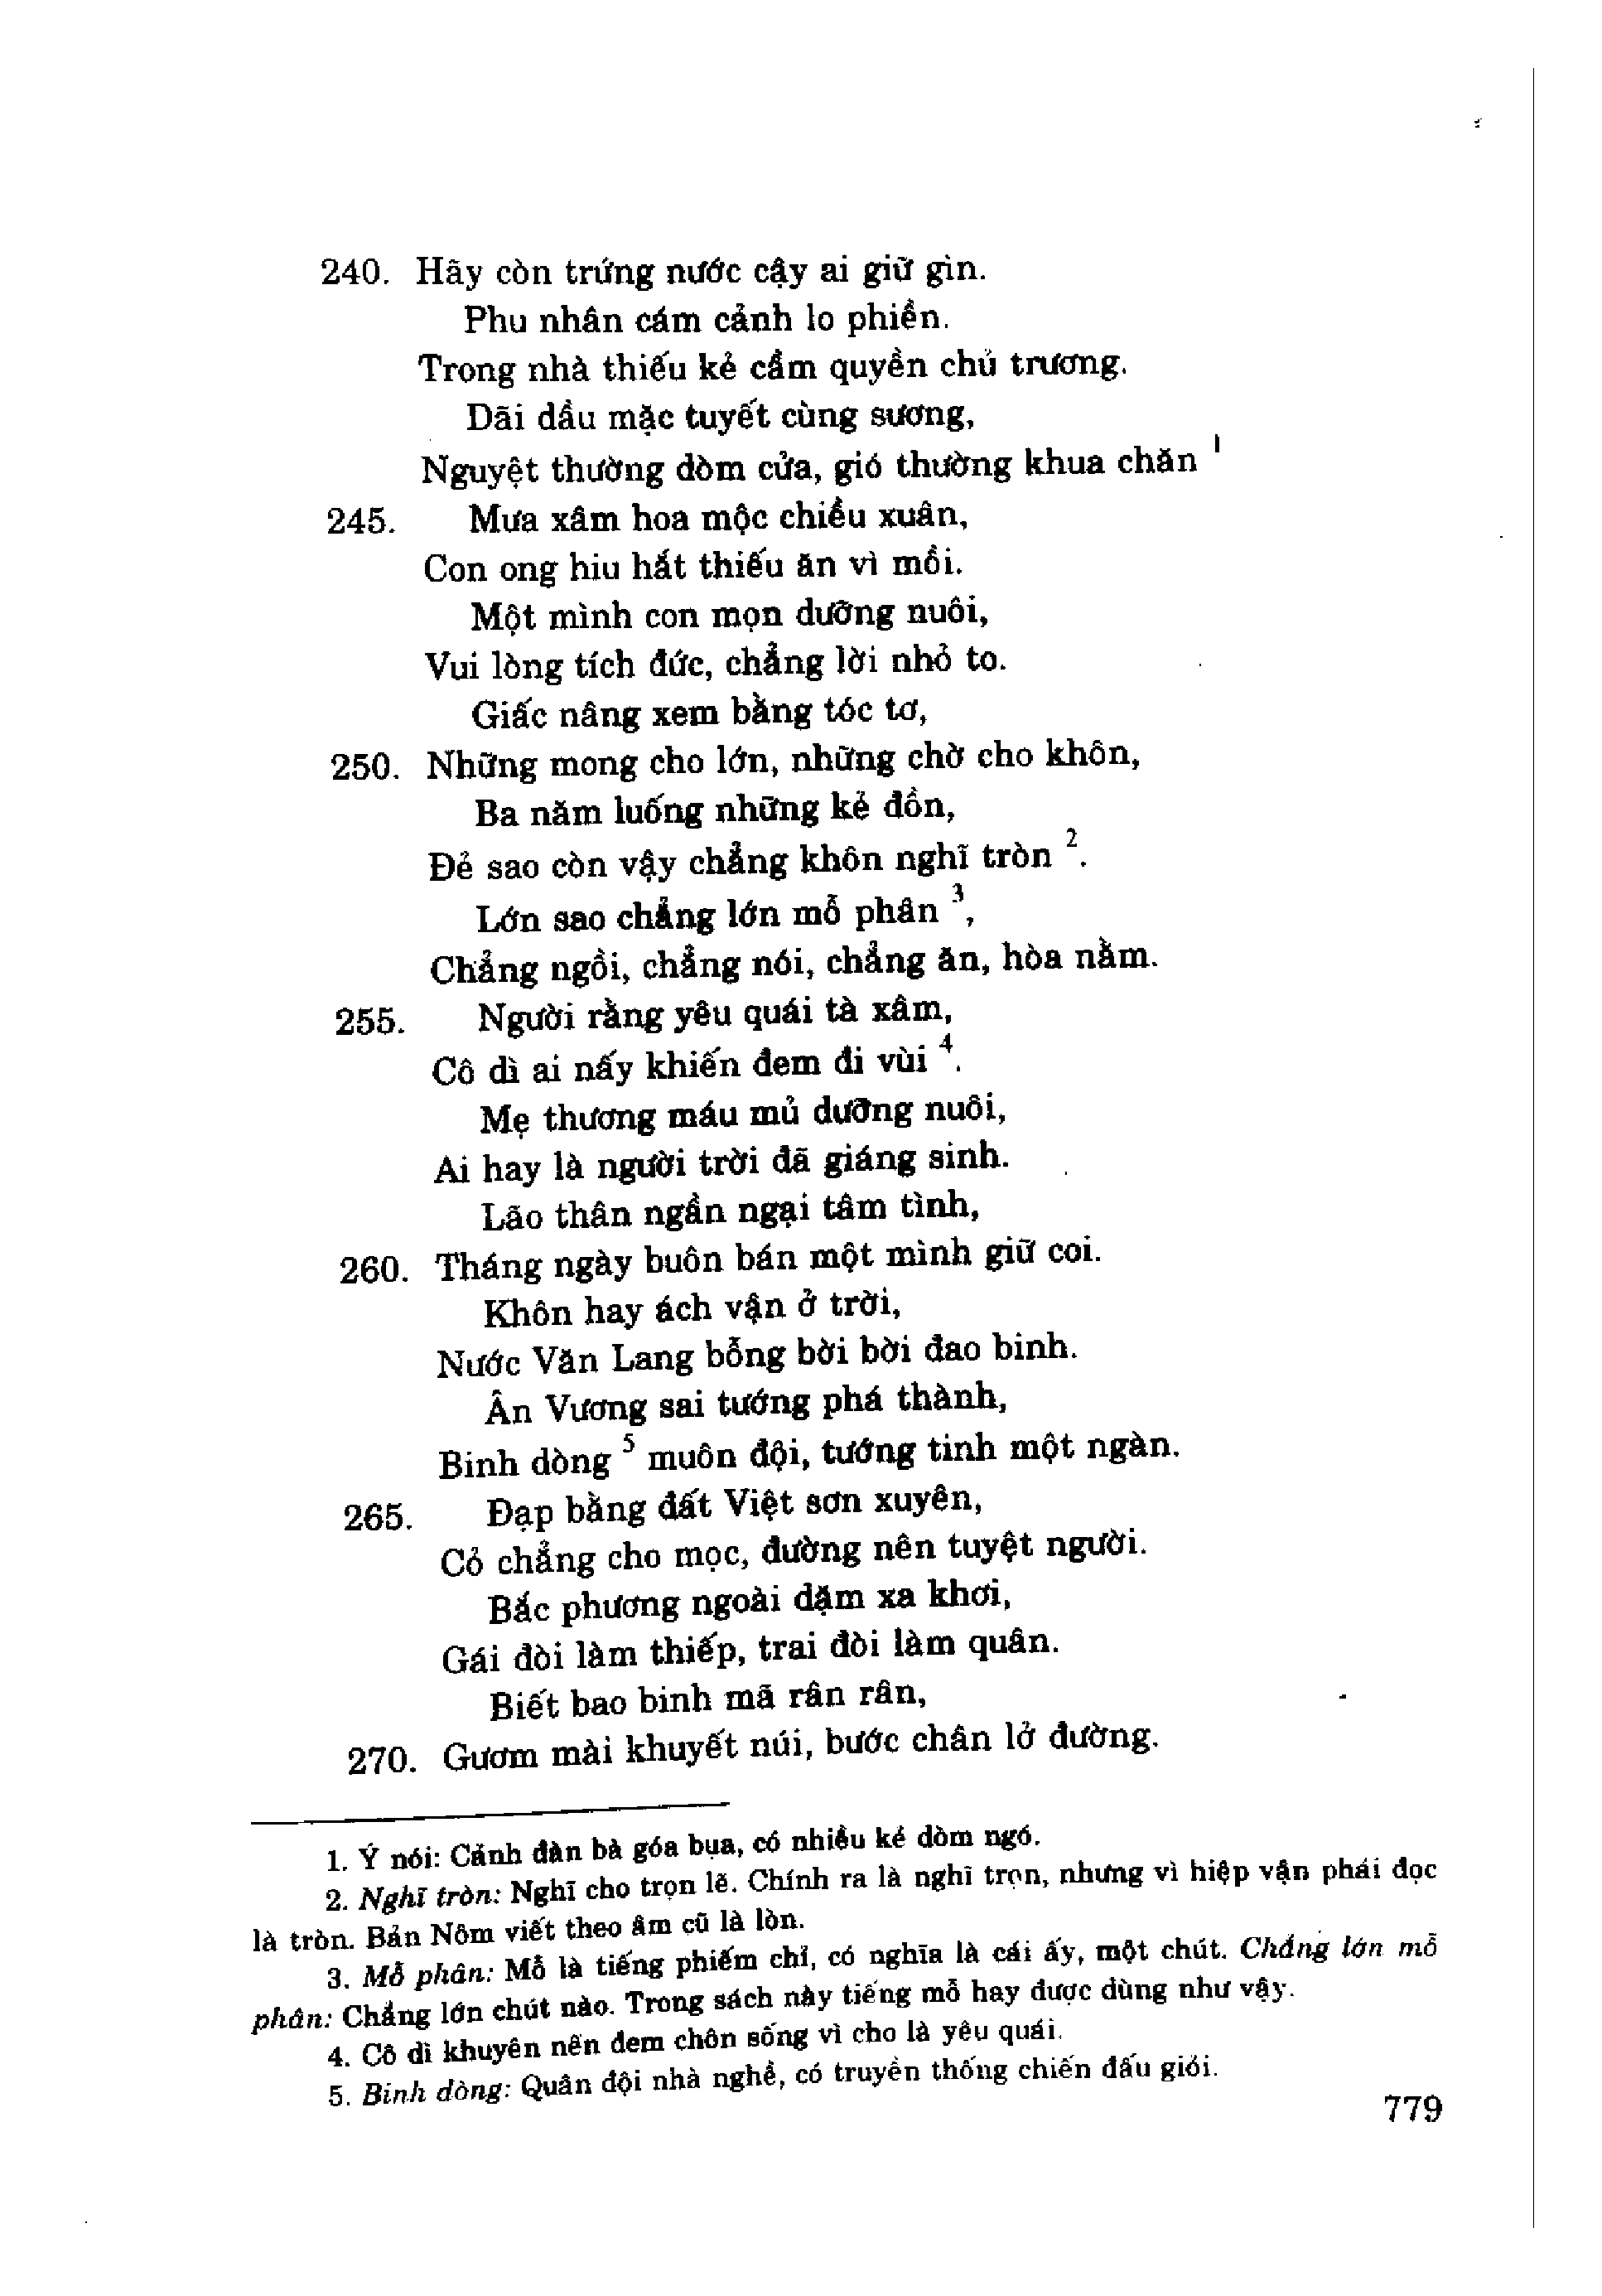 240. Hãy còn trứng nước cậy ai giữ gìn.
Phu nhân cám cảnh lo phiền.
Trong nhà thiếu kẻ cầm quyền chủ trương.
Dãi dầu mặc tuyết cùng sương,
Nguyệt thường dòm cửa, gió thường khua chăn 1
245. Mưa xâm hoa mộc chiều xuân,
Con ong hiu hắt thiếu ăn vì mồi.
Một mình con mọn dưỡng nuôi,
Vui lòng tích đức, chẳng lời nhỏ to.
Giấc nâng xem bằng tóc tơ,
250. Những mong cho lớn, những chờ cho khôn,
Ba năm luống những kẻ đồn,
Đẻ sao còn vậy chẳng khôn nghĩ tròn 2.
Lớn sao chẳng lớn mỗ phân 3,
Chẳng ngồi, chẳng nói, chẳng ăn, hòa nằm.
255. Người rằng yêu quái tà xâm,
Cô dì ai nấy khiến đem đi vùi 4.
Mẹ thương máu mủ dưỡng nuôi,
Ai hay là người trời đã giáng sinh.
Lão thân ngần ngại tâm tình,
260. Tháng ngày buôn bán một mình giữ coi.
Khôn hay ách vận ở trời,
Nước Văn Lang bỗng bời bời đao binh.
Ân Vương sai tướng phá thành,
Binh dòng 5 muôn đội, tướng tinh một ngàn.
265. Đạp bằng đất Việt sơn xuyên,
Cỏ chẳng cho mọc, đường nên tuyệt người.
Bắc phương ngoài dặm xa khơi,
Gái đòi làm thiếp, trai đòi làm quân.
Biết bao binh mã rân rân,
270. Gươm mài khuyết núi, bước chân lở đường.
1. Ý nói: Cảnh đàn bà góa bụa, có nhiều kẻ dòm ngó.
2. Nghĩ tròn: Nghĩ cho trọn lẽ. Chính ra là nghĩ trọn, nhưng vì hiệp vận phải đọc
là tròn. Bản Nôm viết theo âm cũ là lòn.
3. Mỗ phân: Mỗ là tiếng phiếm chỉ, có nghĩa là cái ấy, một chút. Chẳng lớn mỗ
phân: Chẳng lớn chút nào. Trong sách này tiếng mỗ hay được dùng như vậy.
4. Cô dì khuyên nên đem chôn sống vì cho là yêu quái.
5. Binh dòng: Quân đội nhà nghề, có truyền thống chiến đấu giỏi.
779